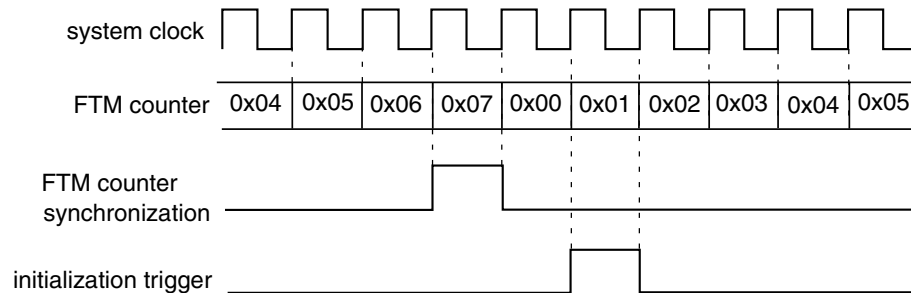 system clock
FTM counter 0x04 0x05 0x06 0x07 0x00 0x01 0x02 0x03 0x04 0x05
FTM counter
synchronization
initialization trigger